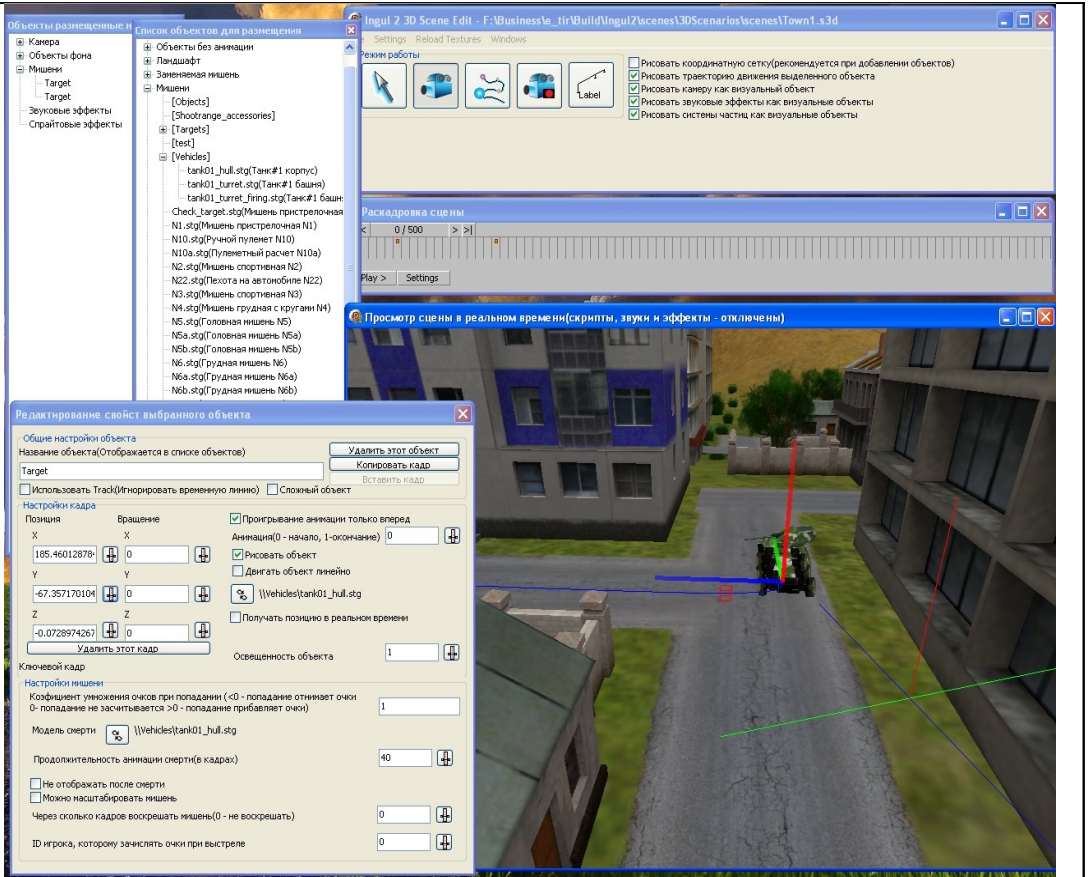 Объекты размещенные н
Камера
Объекты фона
Мишени
Target
Target
Звуковые эффекты
Спрайтовые эффекты
Список объектов для размещения
Объекты без анимации
Ландшафт
Заменяемая мишень
Мишени
[Objects]
[Shootrange_accessories]
[Targets]
[test]
[Vehicles]
tank01_hull.stg(Танк#1 корпус)
tank01_turret.stg(Танк#1 башня)
tank01_turret_firing.stg(Танк#1 башн
Check_target.stg(Мишень пристрелочная
N1.stg(Мишень пристрелочная N1)
N10.stg(Ручной пулемет N10)
N10a.stg(Пулеметный расчет N10a)
N2.stg(Мишень спортивная N2)
N22.stg(Пехота на автомобиле N22)
N3.stg(Мишень спортивная N3)
N4.stg(Мишень грудная с кругами N4)
N5.stg(Головная мишень N5)
N5a.stg(Головная мишень N5a)
N5b.stg(Головная мишень N5b)
N6.stg(Грудная мишень N6)
N6a.stg(Грудная мишень N6a)
N6b.stg(Грудная мишень N6b)
Ingul 2 3D Scene Edit - F:\Business\e_tir\Build\Ingul2\scenes\3DScenarios\scenes\Town1.s3d
Settings Reload Textures Windows
Режим работы
Label
Рисовать координатную сетку(рекомендуется при добавлении объектов)
Рисовать траекторию движения выделенного объекта
Рисовать камеру как визуальный объект
Рисовать звуковые эффекты как визуальные объекты
Рисовать системы частиц как визуальные объекты
Раскадровка сцены
< 0 / 500 > >|
Play > Settings
Просмотр сцены в реальном времени(скрипты, звуки и эффекты - отключены)
Редактирование свойст выбранного объекта
Общие настройки объекта
Название объекта(Отображается в списке объектов)
Удалить этот объект
Target
Копировать кадр
Вставить кадр
Использовать Track(Игнорировать временную линию) Сложный объект
Настройки кадра
Позиция Вращение
Проигрывание анимации только вперед
X X
Анимация(0 - начало, 1-окончание) 0
185.46012878 0
Рисовать объект
Y Y
Двигать объект линейно
-67.357170104 0
\\Vehicles\tank01_hull.stg
Z Z
Получать позицию в реальном времени
-0.0728974267 0
Удалить этот кадр
Освещенность объекта 1
Ключевой кадр
Настройки мишени
Коэфициент умножения очков при попадании (<0 - попадание отнимает очки
0- попадание не засчитывается >0 - попадание прибавляет очки)
1
Модель смерти \\Vehicles\tank01_hull.stg
Продолжительность анимации смерти(в кадрах) 40
Не отображать после смерти
Можно масштабировать мишень
Через сколько кадров воскрешать мишень(0 - не воскрешать) 0
ID игрока, которому зачислять очки при выстреле 0